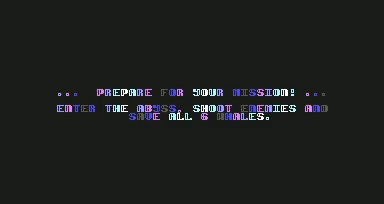 ... PREPARE FOR YOUR MISSION! ...
ENTER THE ABYSS, SHOOT ENEMIES AND
SAVE ALL 6 WHALES.